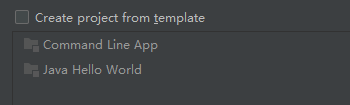 Create project from template
Command Line App
Java Hello World